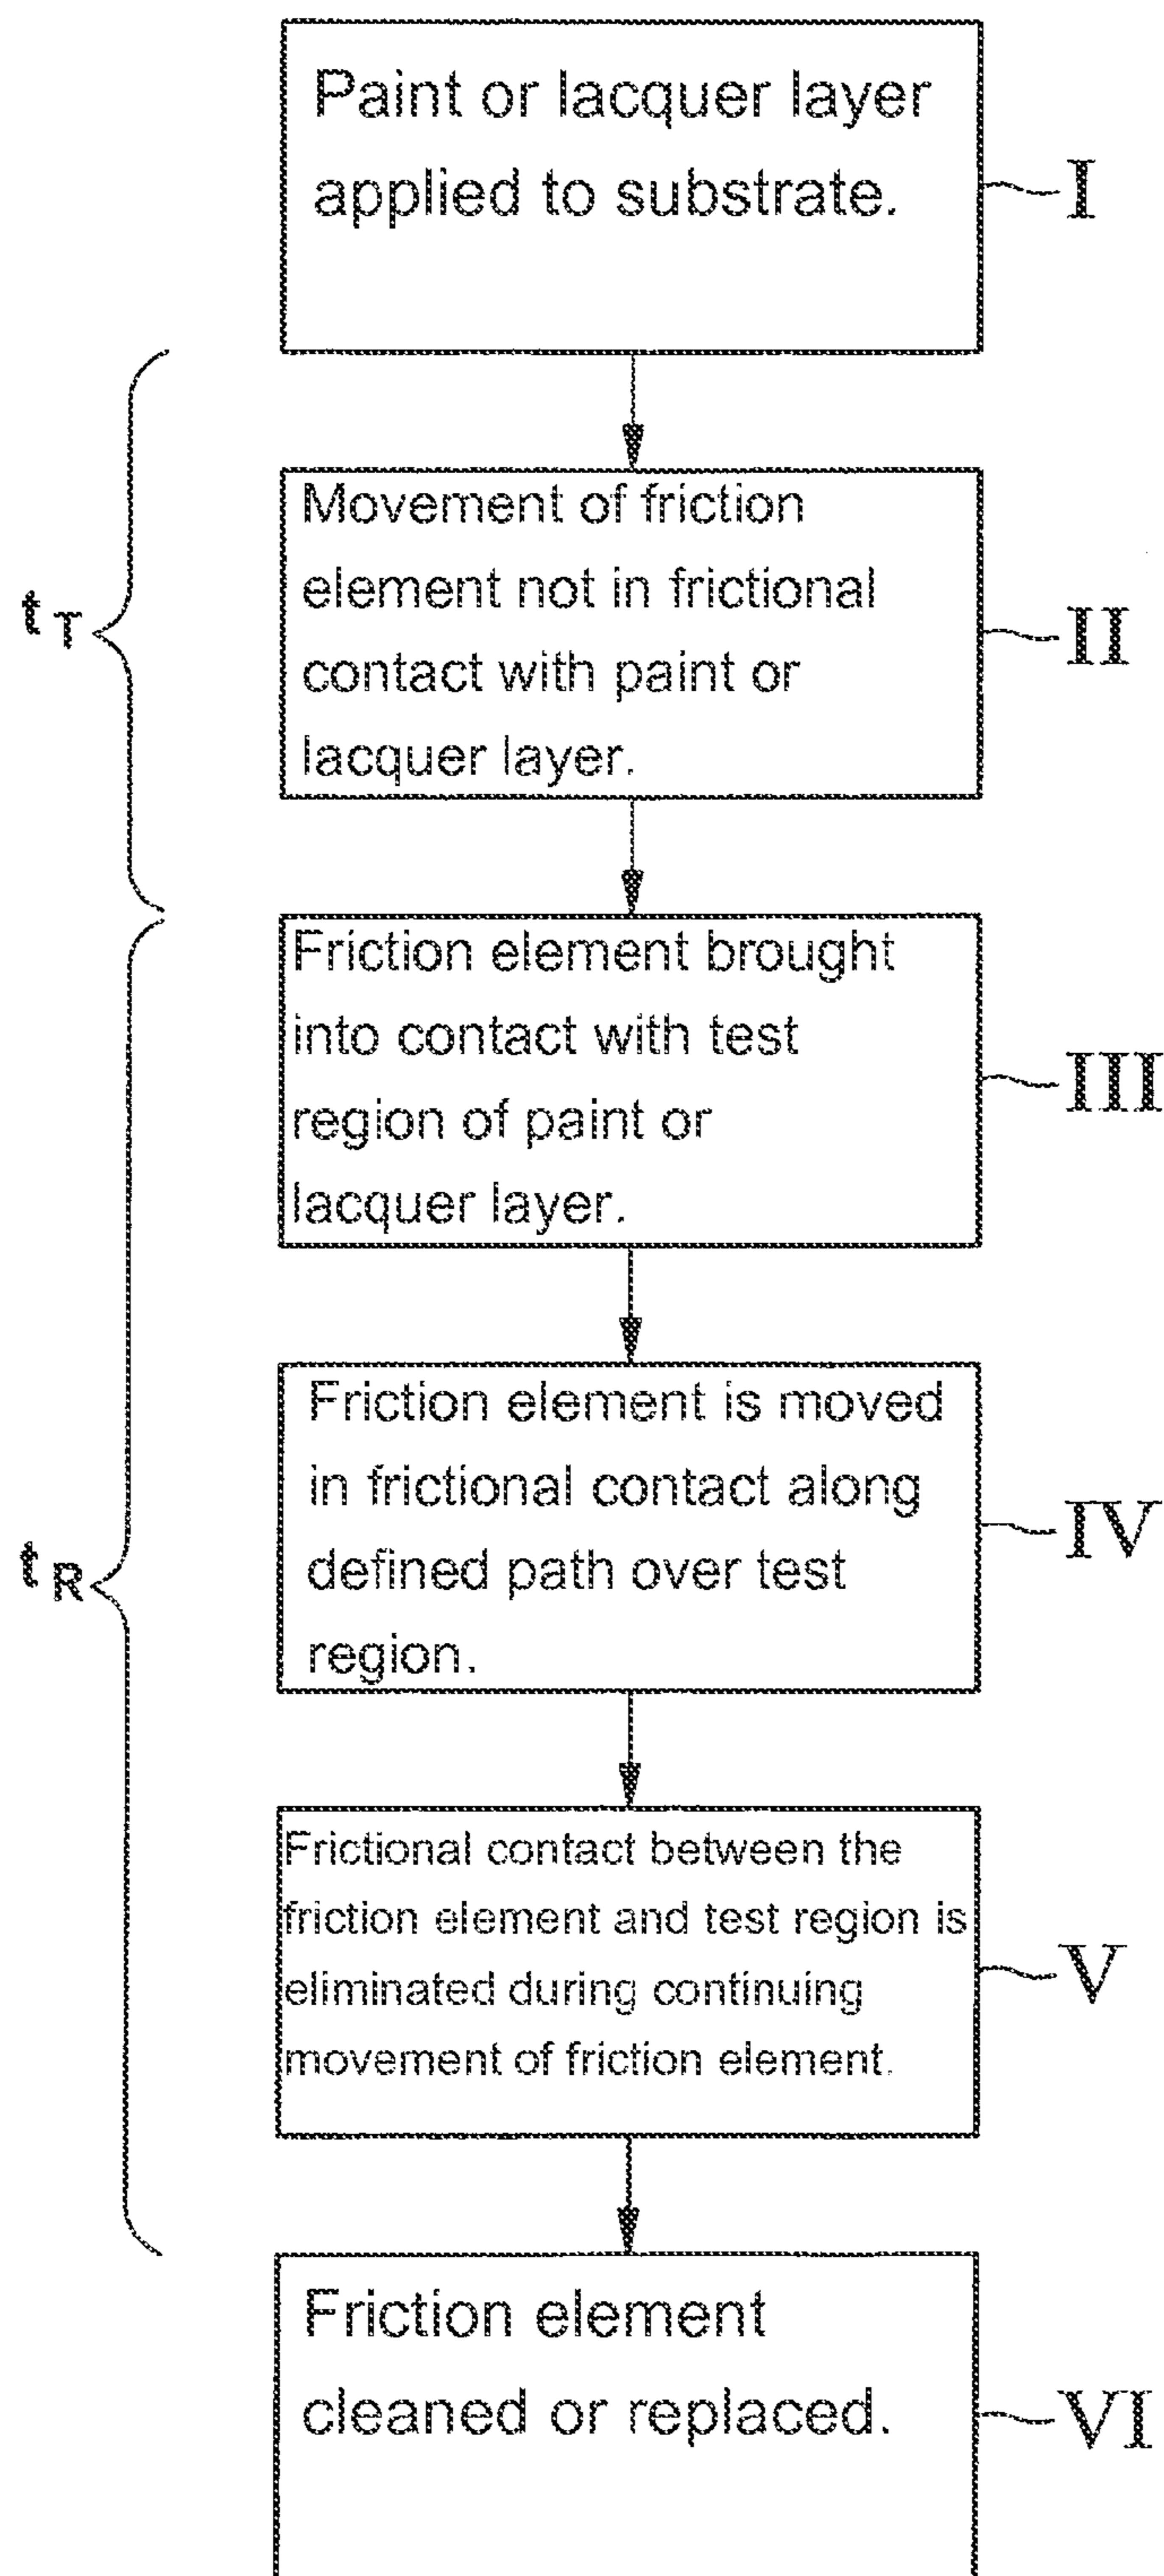 Paint or lacquer layer
applied to substrate.
I
Movement of friction
element not in frictional
contact with paint or
lacquer layer.
II
t T
Friction element brought
into contact with test
region of paint or
lacquer layer.
III
Friction element is moved
in frictional contact along
defined path over test
region.
IV
t R
Frictional contact between the
friction element and test region is
eliminated during continuing
movement of friction element.
V
Friction element
cleaned or replaced.
VI